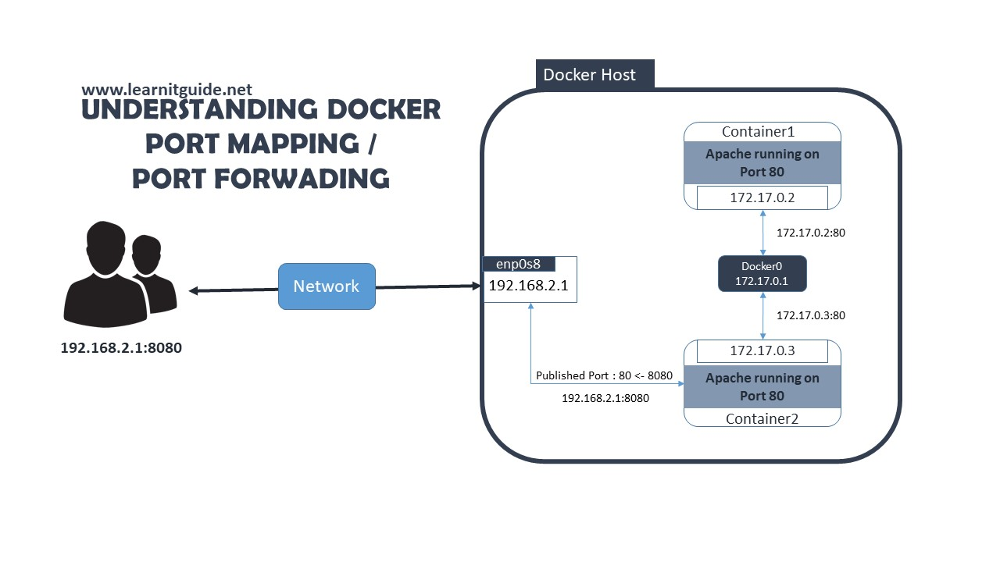 www.learnitguide.net
UNDERSTANDING DOCKER
PORT MAPPING /
PORT FORWADING
192.168.2.1:8080
Network
Docker Host
enp0s8
192.168.2.1
Container1
Apache running on
Port 80
172.17.0.2
172.17.0.2:80
Docker0
172.17.0.1
172.17.0.3:80
172.17.0.3
Apache running on
Port 80
Container2
Published Port : 80 <- 8080
192.168.2.1:8080